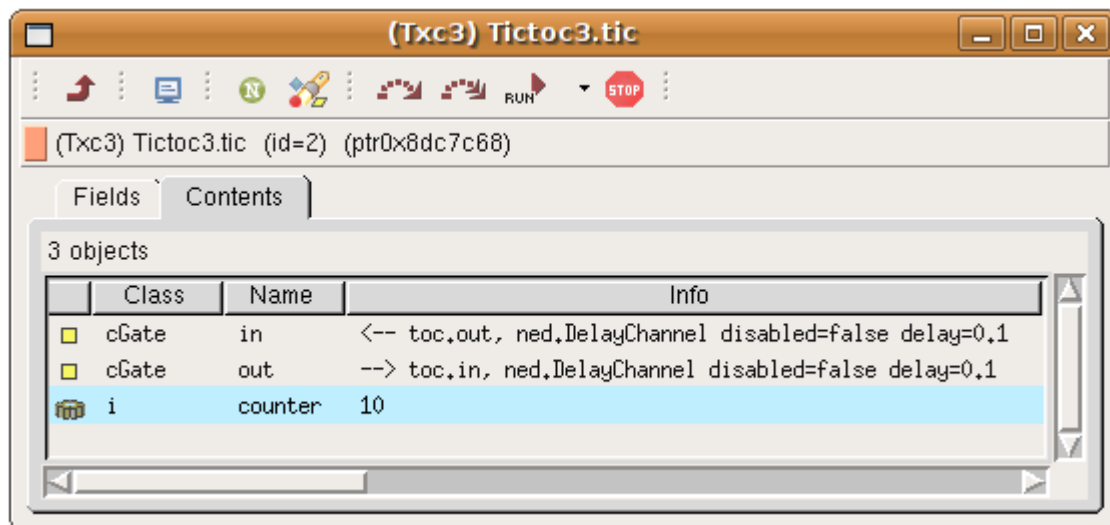 (Txc3) Tictoc3.tic
N RUN STOP
(Txc3) Tictoc3.tic (id=2) (ptr0x8dc7c68)
Fields Contents
3 objects
Class Name Info
cGate in <-- toc.out, ned.DelayChannel disabled=false delay=0.1
cGate out --> toc.in, ned.DelayChannel disabled=false delay=0.1
i counter 10